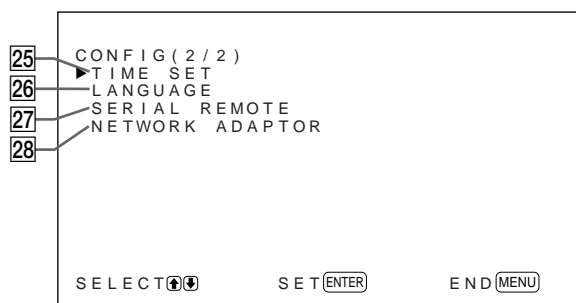 CONFIG(2/2)
25 ▶TIME SET
26 LANGUAGE
27 SERIAL REMOTE
28 NETWORK ADAPTOR
SELECT⬆⬇ SET ENTER END MENU